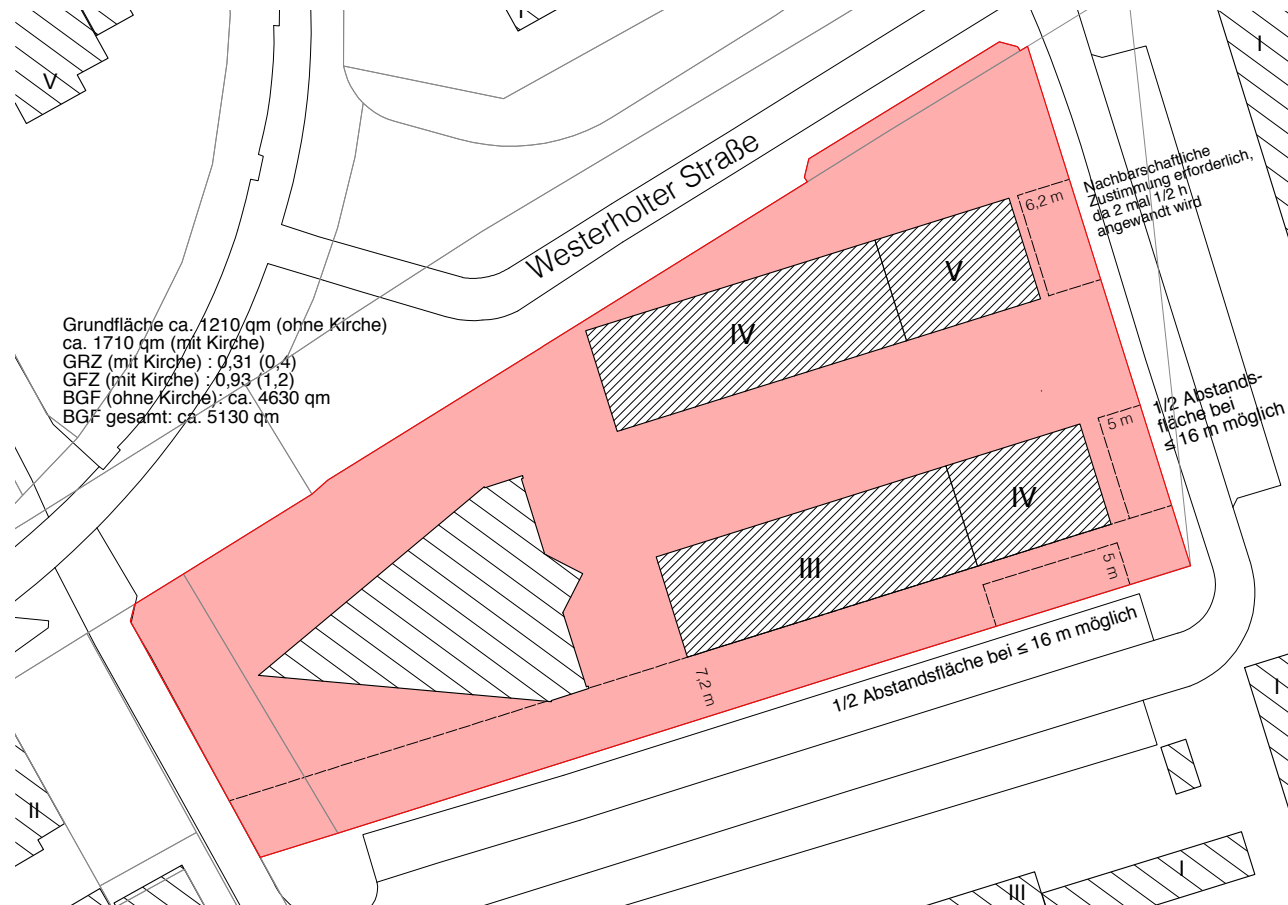 V
I
Westerholter Straße
Nachbarschaftliche
Zustimmung erforderlich,
da 2 mal 1/2 h
angewandt wird
6,2 m
V
IV
Grundfläche ca. 1210 qm (ohne Kirche)
ca. 1710 qm (mit Kirche)
GRZ (mit Kirche) : 0,31 (0,4)
GFZ (mit Kirche) : 0,93 (1,2)
BGF (ohne Kirche): ca. 4630 qm
BGF gesamt: ca. 5130 qm
1/2 Abstands-
fläche bei
≤ 16 m möglich
5 m
IV
III
5 m
1/2 Abstandsfläche bei ≤ 16 m möglich
7,2 m
I
II
I
III